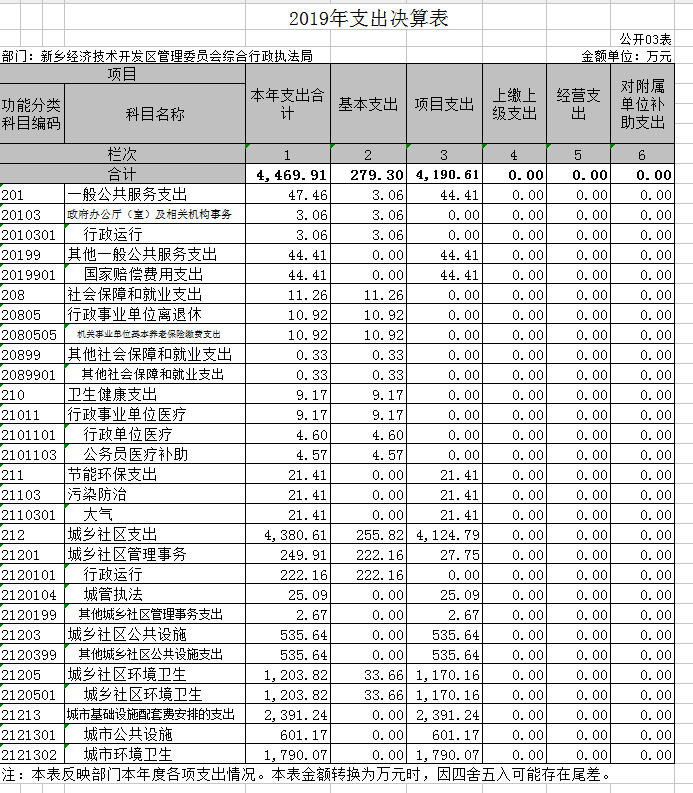 2019年支出决算表
公开03表
部门：新乡经济技术开发区管理委员会综合行政执法局 金额单位：万元
项目
功能分类科目编码 科目名称 本年支出合计 基本支出 项目支出 上缴上级支出 经营支出 对附属单位补助支出
栏次 1 2 3 4 5 6
合计 4,469.91 279.30 4,190.61 0.00 0.00 0.00
201 一般公共服务支出 47.46 3.06 44.41 0.00 0.00 0.00
20103 政府办公厅（室）及相关机构事务 3.06 3.06 0.00 0.00 0.00 0.00
2010301 行政运行 3.06 3.06 0.00 0.00 0.00 0.00
20199 其他一般公共服务支出 44.41 0.00 44.41 0.00 0.00 0.00
2019901 国家赔偿费用支出 44.41 0.00 44.41 0.00 0.00 0.00
208 社会保障和就业支出 11.26 11.26 0.00 0.00 0.00 0.00
20805 行政事业单位离退休 10.92 10.92 0.00 0.00 0.00 0.00
2080505 机关事业单位基本养老保险缴费支出 10.92 10.92 0.00 0.00 0.00 0.00
20899 其他社会保障和就业支出 0.33 0.33 0.00 0.00 0.00 0.00
2089901 其他社会保障和就业支出 0.33 0.33 0.00 0.00 0.00 0.00
210 卫生健康支出 9.17 9.17 0.00 0.00 0.00 0.00
21011 行政事业单位医疗 9.17 9.17 0.00 0.00 0.00 0.00
2101101 行政单位医疗 4.60 4.60 0.00 0.00 0.00 0.00
2101103 公务员医疗补助 4.57 4.57 0.00 0.00 0.00 0.00
211 节能环保支出 21.41 0.00 21.41 0.00 0.00 0.00
21103 污染防治 21.41 0.00 21.41 0.00 0.00 0.00
2110301 大气 21.41 0.00 21.41 0.00 0.00 0.00
212 城乡社区支出 4,380.61 255.82 4,124.79 0.00 0.00 0.00
21201 城乡社区管理事务 249.91 222.16 27.75 0.00 0.00 0.00
2120101 行政运行 222.16 222.16 0.00 0.00 0.00 0.00
2120104 城管执法 25.09 0.00 25.09 0.00 0.00 0.00
2120199 其他城乡社区管理事务支出 2.67 0.00 2.67 0.00 0.00 0.00
21203 城乡社区公共设施 535.64 0.00 535.64 0.00 0.00 0.00
2120399 其他城乡社区公共设施支出 535.64 0.00 535.64 0.00 0.00 0.00
21205 城乡社区环境卫生 1,203.82 33.66 1,170.16 0.00 0.00 0.00
2120501 城乡社区环境卫生 1,203.82 33.66 1,170.16 0.00 0.00 0.00
21213 城市基础设施配套费安排的支出 2,391.24 0.00 2,391.24 0.00 0.00 0.00
2121301 城市公共设施 601.17 0.00 601.17 0.00 0.00 0.00
2121302 城市环境卫生 1,790.07 0.00 1,790.07 0.00 0.00 0.00
注：本表反映部门本年度各项支出情况。本表金额转换为万元时，因四舍五入可能存在尾差。